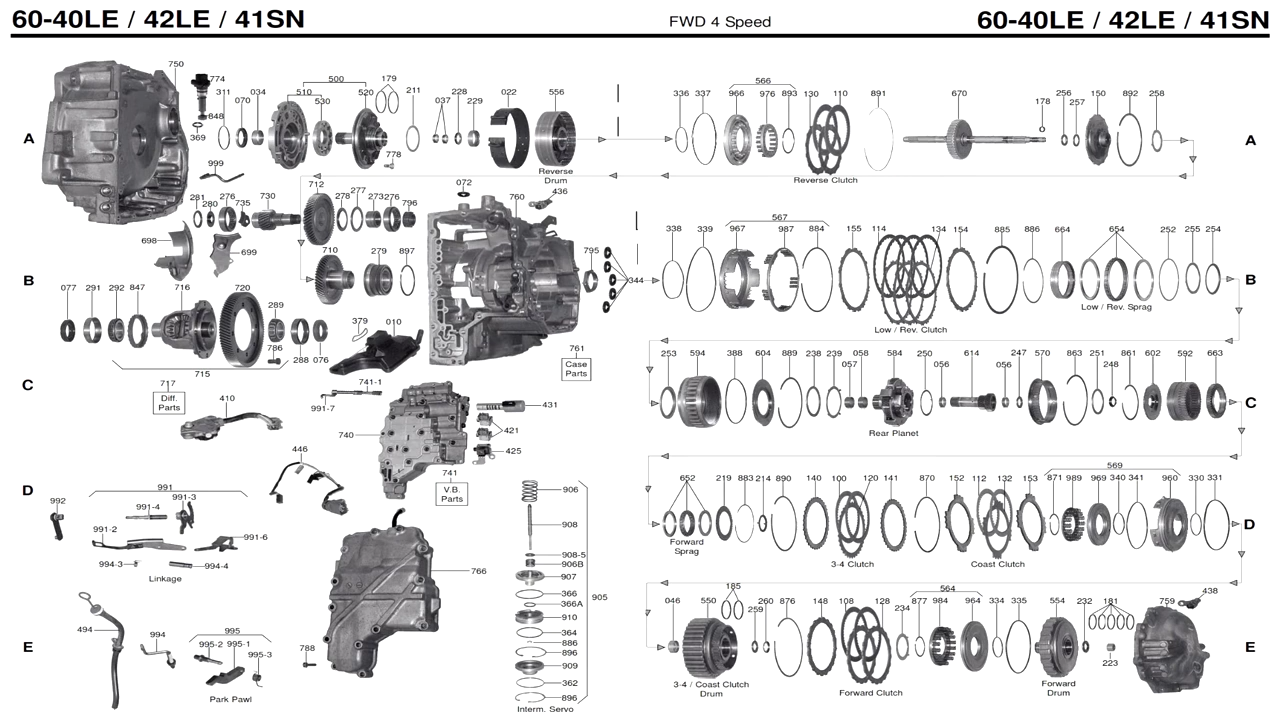 60-40LE / 42LE / 41SN FWD 4 Speed 60-40LE / 42LE / 41SN
750 774 500 179 566
311 070 034 510 530 520 211 037 228 229 022 556 336 337 966 976 893 130 110 891 670 178 256 257 150 892 258
848
369
A A
778
999
Reverse
Drum
Reverse Clutch
712 072 436
281 280 276 735 730 278 277 273 276 796 760
698 699 710 279 897 795 344
567
338 339 967 987 884 155 114 134 154 885 886 664 654 252 255 254
B B
Low / Rev. Sprag
Low / Rev. Clutch
077 291 292 847 716 720 289 379 010
786 288 076
715
761
Case
Parts
253 594 388 604 889 238 239 057 058 584 250 056 614 056 247 570 863 251 248 861 602 592 663
C C
717
Diff.
Parts
410
741-1
991-7
431
421
425
740
Rear Planet
446
741
V.B.
Parts
569
652 219 883 214 890 140 100 120 141 870 152 112 132 153 871 989 969 340 341 960 330 331
D D
992 991
991-4 991-3
991-2 991-6
994-3 994-4
Linkage
Forward
Sprag
3-4 Clutch
Coast Clutch
906
908
908-5
906B
907
366
366A
905
910
364
886
896
909
362
896
Interm. Servo
766
788
564
046 550 185 259 260 876 148 108 128 234 877 984 964 334 335 554 232 181 759 438
223
E E
494 994 995
995-2 995-1 995-3
Park Pawl
3-4 / Coast Clutch
Drum
Forward Clutch
Forward
Drum